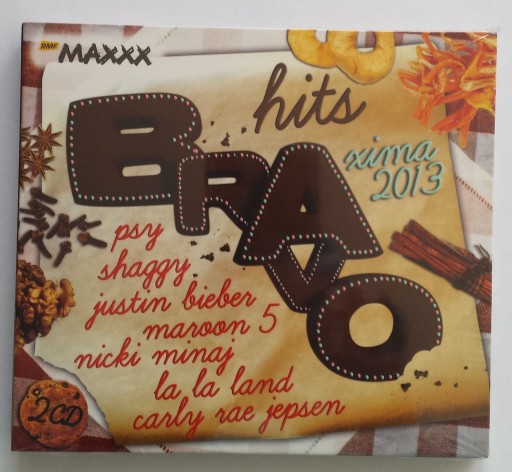 RMF MAXXX
hits
BRAVO
xima
2013
psy
shaggy
justin bieber
maroon 5
nicki minaj
la la land
carly rae jepsen
2CD